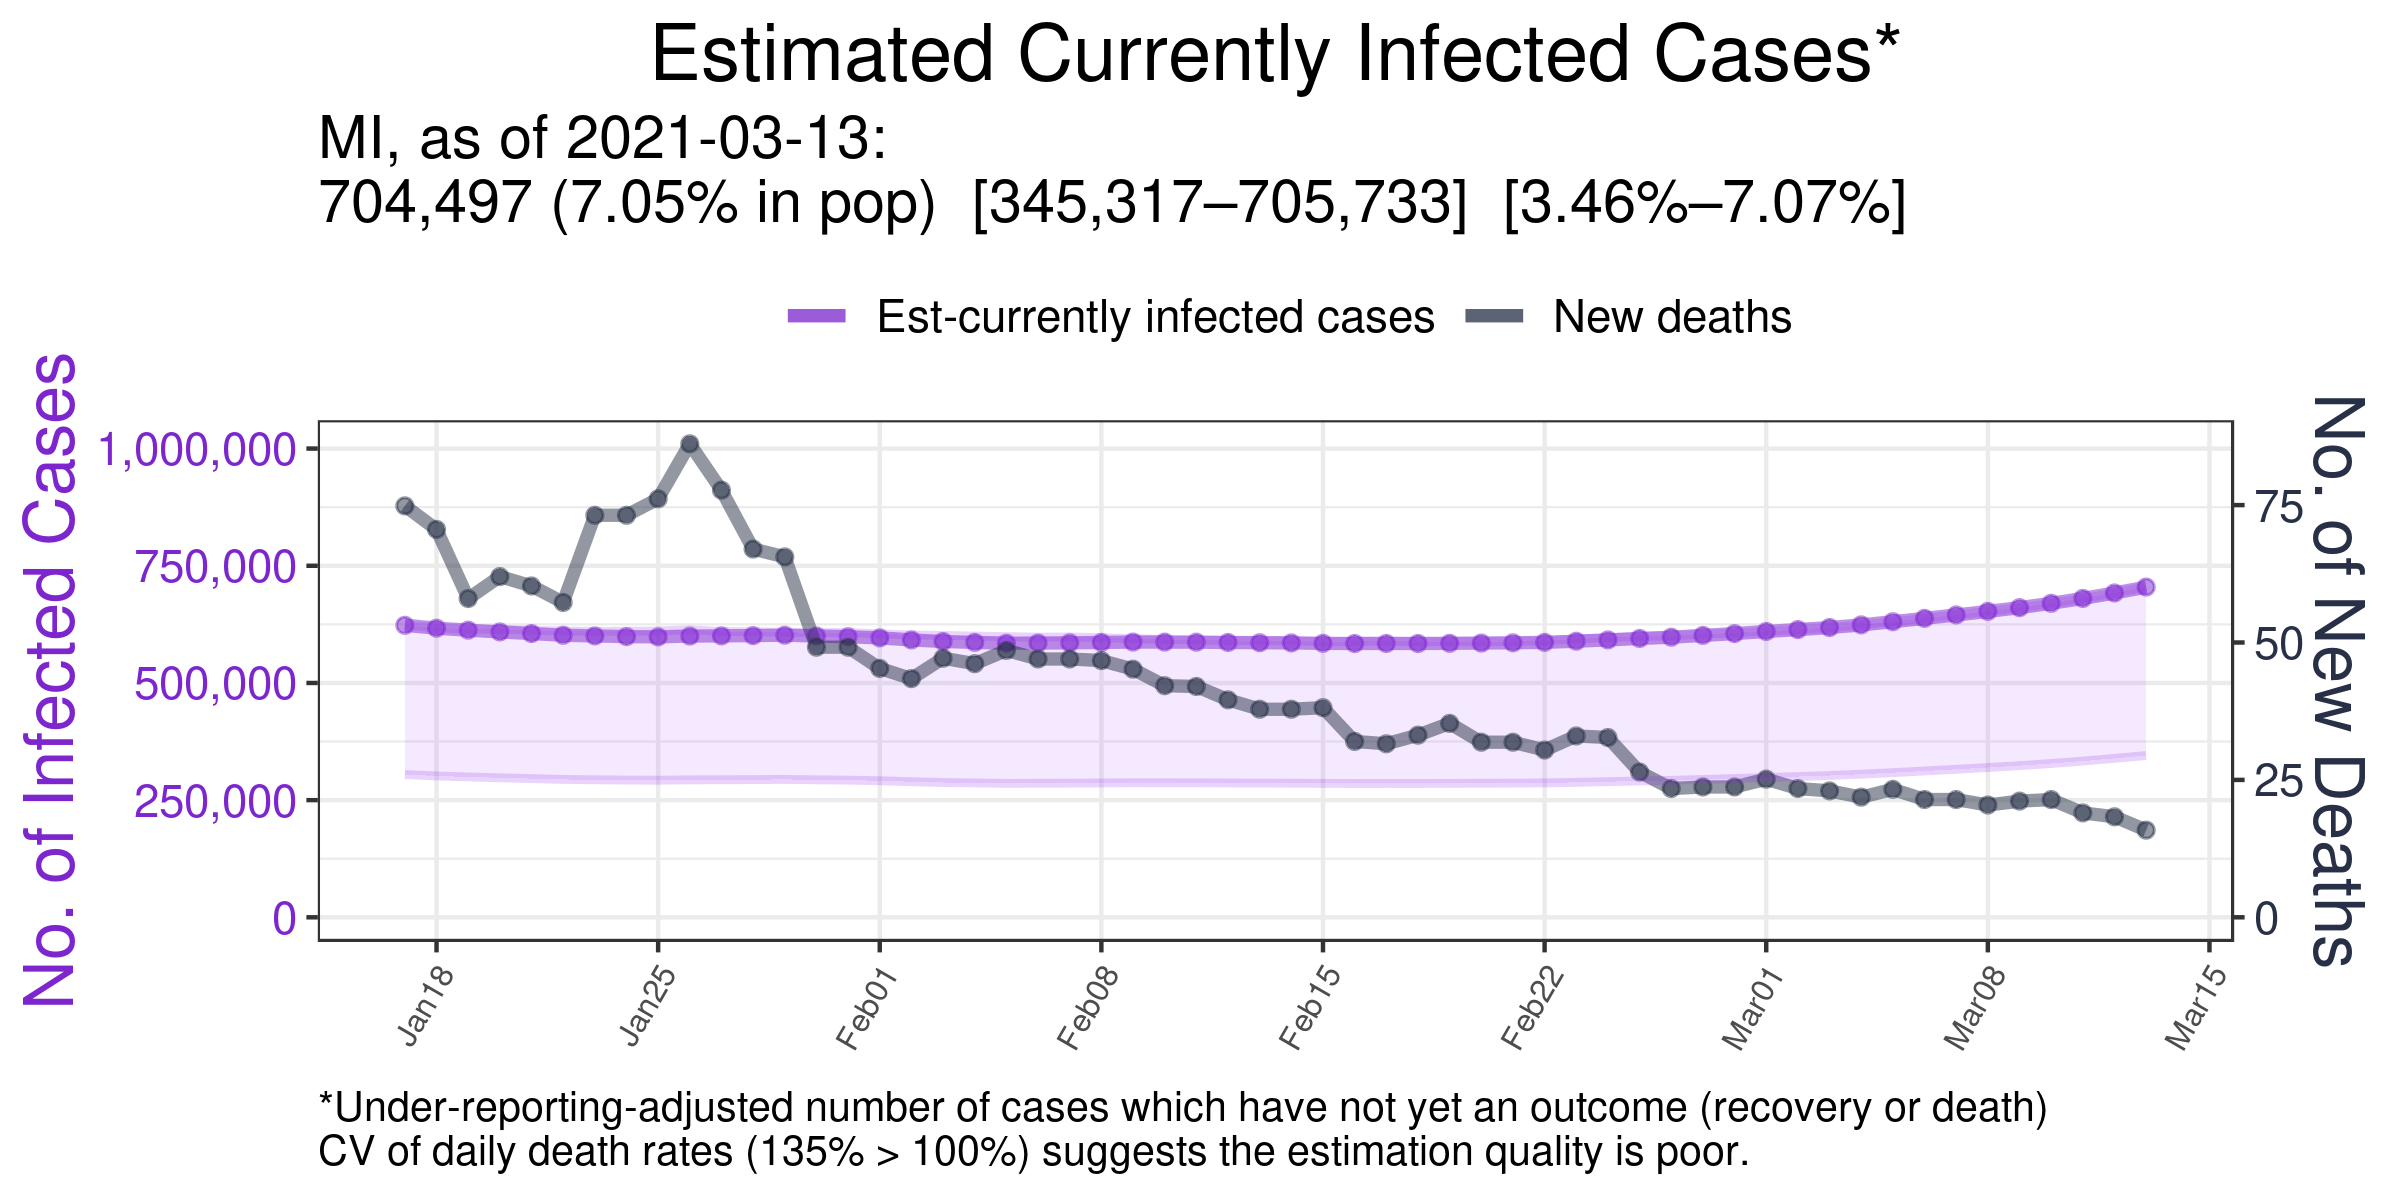 Estimated Currently Infected Cases*
MI, as of 2021-03-13:
704,497 (7.05% in pop)  [345,317–705,733]  [3.46%–7.07%]
Est-currently infected cases
New deaths
No. of Infected Cases
1,000,000
750,000
500,000
250,000
0
No. of New Deaths
75
50
25
0
Jan18
Jan25
Feb01
Feb08
Feb15
Feb22
Mar01
Mar08
Mar15
*Under-reporting-adjusted number of cases which have not yet an outcome (recovery or death)
CV of daily death rates (135% > 100%) suggests the estimation quality is poor.